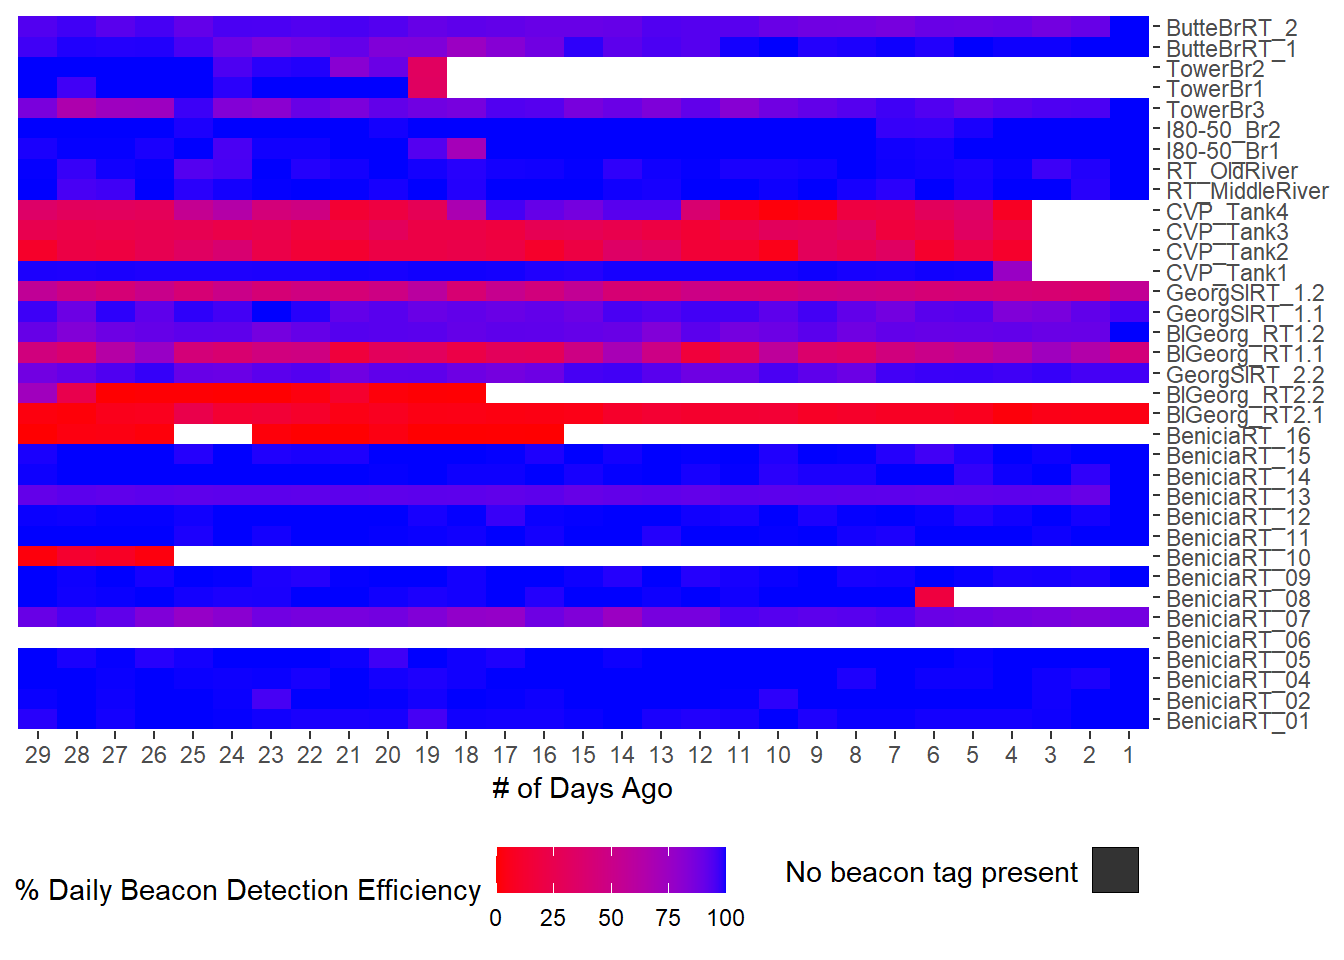 ButteBrRT_2
ButteBrRT_1
TowerBr2
TowerBr1
TowerBr3
I80-50_Br2
I80-50_Br1
RT_OldRiver
RT_MiddleRiver
CVP_Tank4
CVP_Tank3
CVP_Tank2
CVP_Tank1
GeorgSlRT_1.2
GeorgSlRT_1.1
BlGeorg_RT1.2
BlGeorg_RT1.1
GeorgSlRT_2.2
BlGeorg_RT2.2
BlGeorg_RT2.1
BeniciaRT_16
BeniciaRT_15
BeniciaRT_14
BeniciaRT_13
BeniciaRT_12
BeniciaRT_11
BeniciaRT_10
BeniciaRT_09
BeniciaRT_08
BeniciaRT_07
BeniciaRT_06
BeniciaRT_05
BeniciaRT_04
BeniciaRT_02
BeniciaRT_01
29 28 27 26 25 24 23 22 21 20 19 18 17 16 15 14 13 12 11 10 9 8 7 6 5 4 3 2 1
# of Days Ago
% Daily Beacon Detection Efficiency
0 25 50 75 100
No beacon tag present